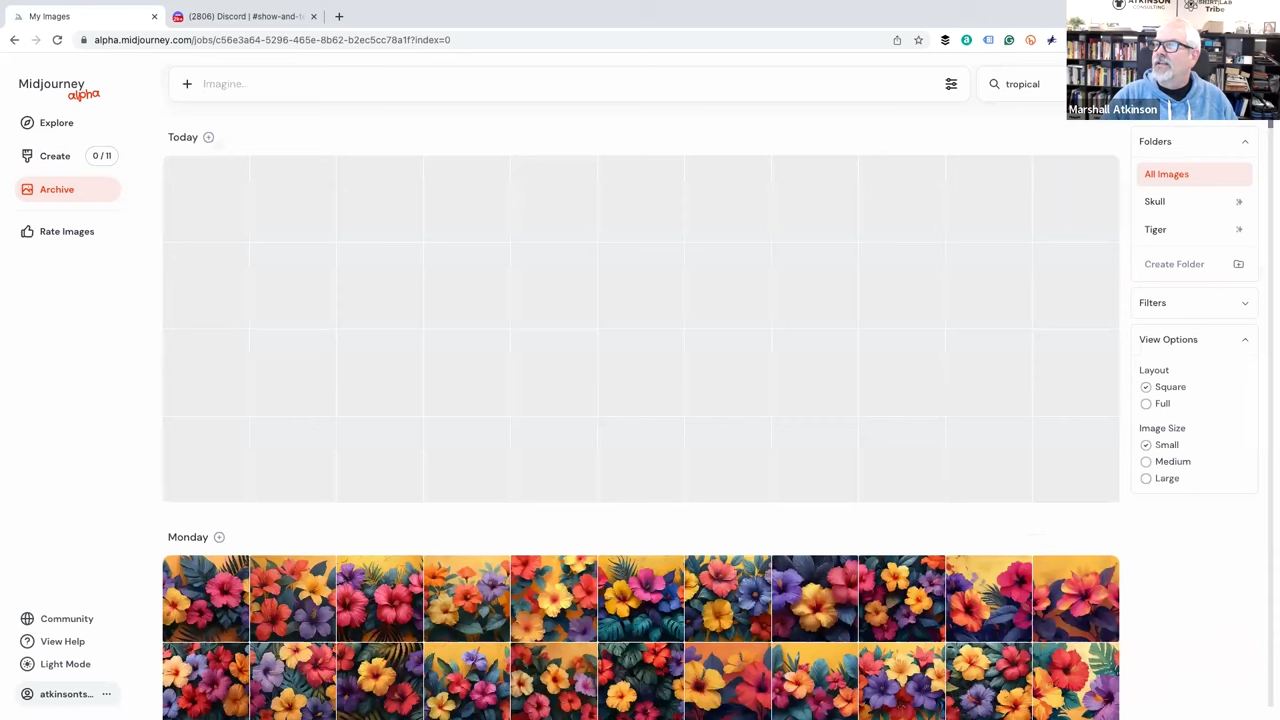 My Images
(2806) Discord | #show-and-te
alpha.midjourney.com/jobs/c56e3a64-5296-465e-8b62-b2ec5cc78a1f?index=0
ATKINSON
CONSULTING
SHIRT LAB
Tribe
Marshall Atkinson
Midjourney
alpha
Imagine...
tropical
Explore
Create
0 / 11
Archive
Rate Images
Today
Monday
Folders
All Images
Skull
Tiger
Create Folder
Filters
View Options
Layout
Square
Full
Image Size
Small
Medium
Large
Community
View Help
Light Mode
atkinsonts...